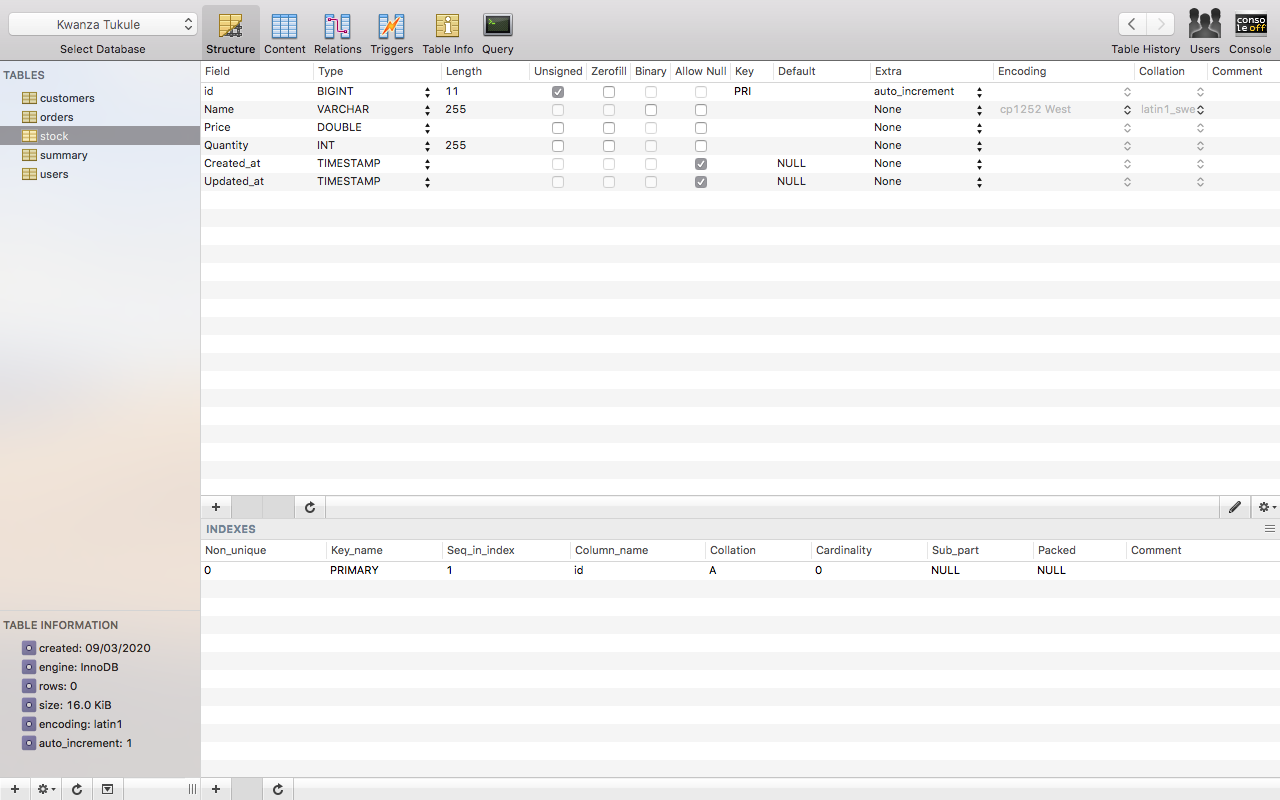 Kwanza Tukule
Select Database
Structure Content Relations Triggers Table Info Query
conso
le off
Table History Users Console
TABLES
customers
orders
stock
summary
users
Field Type Length Unsigned Zerofill Binary Allow Null Key Default Extra Encoding Collation Comment
id BIGINT 11 PRI auto_increment
Name VARCHAR 255 None cp1252 West latin1_swe
Price DOUBLE None
Quantity INT 255 None
Created_at TIMESTAMP NULL None
Updated_at TIMESTAMP NULL None
INDEXES
Non_unique Key_name Seq_in_index Column_name Collation Cardinality Sub_part Packed Comment
0 PRIMARY 1 id A 0 NULL NULL
TABLE INFORMATION
created: 09/03/2020
engine: InnoDB
rows: 0
size: 16.0 KiB
encoding: latin1
auto_increment: 1